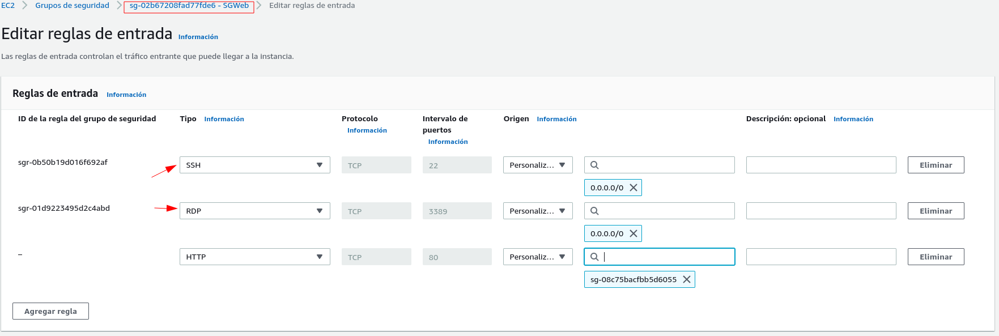 EC2 Grupos de seguridad sg-02b67208fad77fde6 - SGWeb Editar reglas de entrada
Editar reglas de entrada Información
Las reglas de entrada controlan el tráfico entrante que puede llegar a la instancia.
Reglas de entrada Información
ID de la regla del grupo de seguridad Tipo Información Protocolo Información Intervalo de puertos Información Origen Información Descripción: opcional Información
sgr-0b50b19d016f692af SSH TCP 22 Personaliz... Eliminar
0.0.0.0/0
sgr-01d9223495d2c4abd RDP TCP 3389 Personaliz... Eliminar
0.0.0.0/0
– HTTP TCP 80 Personaliz... Eliminar
sg-08c75bacfbb5d6055
Agregar regla